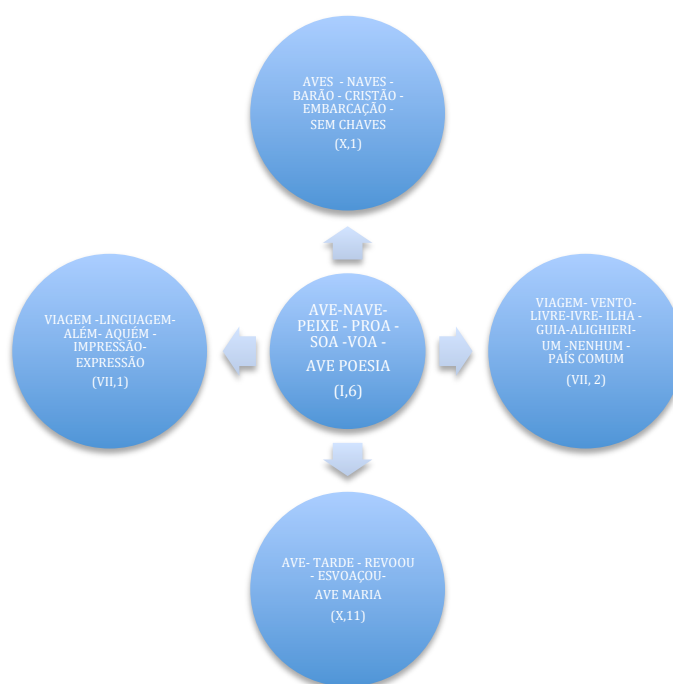 AVES - NAVES -
BARÃO - CRISTÃO -
EMBARCAÇÃO -
SEM CHAVES
(X,1)
VIAGEM -LINGUAGEM-
ALÉM- AQUÉM -
IMPRESSÃO-
EXPRESSÃO
(VII,1)
AVE-NAVE-
PEIXE - PROA -
SOA -VOA -
AVE POESIA
(I,6)
VIAGEM- VENTO-
LIVRE-IVRE- ILHA -
GUIA-ALIGHIERI-
UM -NENHUM -
PAÍS COMUM
(VII, 2)
AVE- TARDE - REVOOU
- ESVOAÇOU-
AVE MARIA
(X,11)